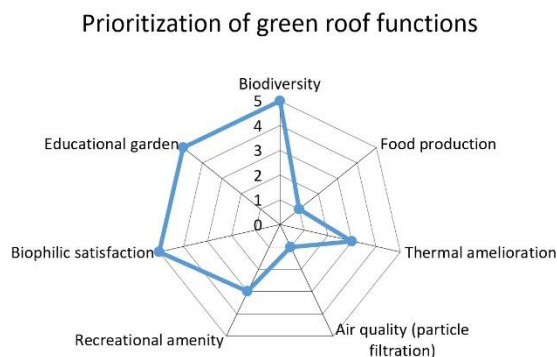 Prioritization of green roof functions
Biodiversity
5
4
3
2
1
0
Food production
Thermal amelioration
Air quality (particle
filtration)
Recreational amenity
Biophilic satisfaction
Educational garden